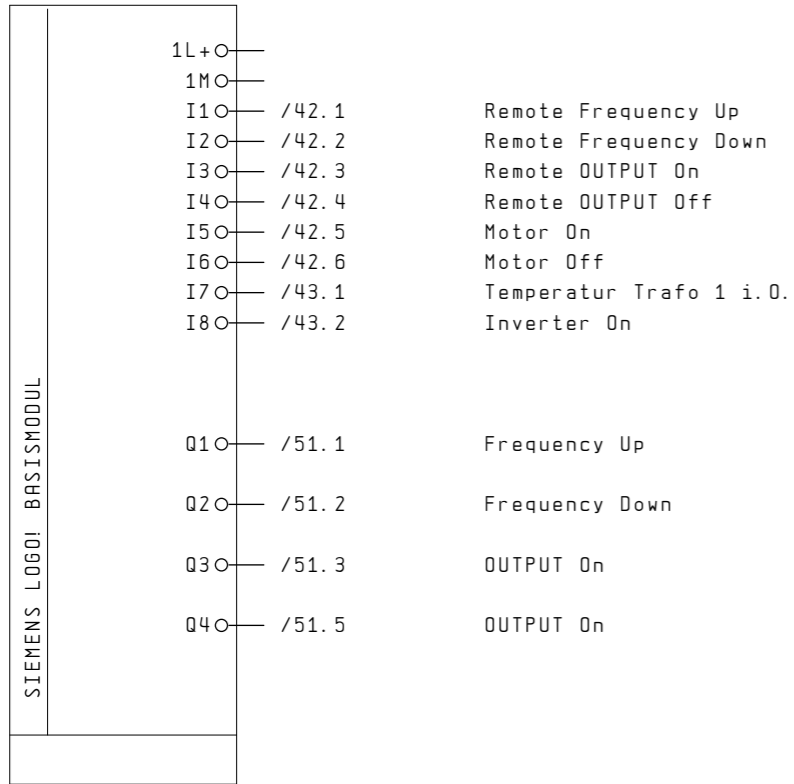 1L+
1M
I1 /42.1 Remote Frequency Up
I2 /42.2 Remote Frequency Down
I3 /42.3 Remote OUTPUT On
I4 /42.4 Remote OUTPUT Off
I5 /42.5 Motor On
I6 /42.6 Motor Off
I7 /43.1 Temperatur Trafo 1 i.O.
I8 /43.2 Inverter On
Q1 /51.1 Frequency Up
Q2 /51.2 Frequency Down
Q3 /51.3 OUTPUT On
Q4 /51.5 OUTPUT On
SIEMENS LOGO! BASISMODUL